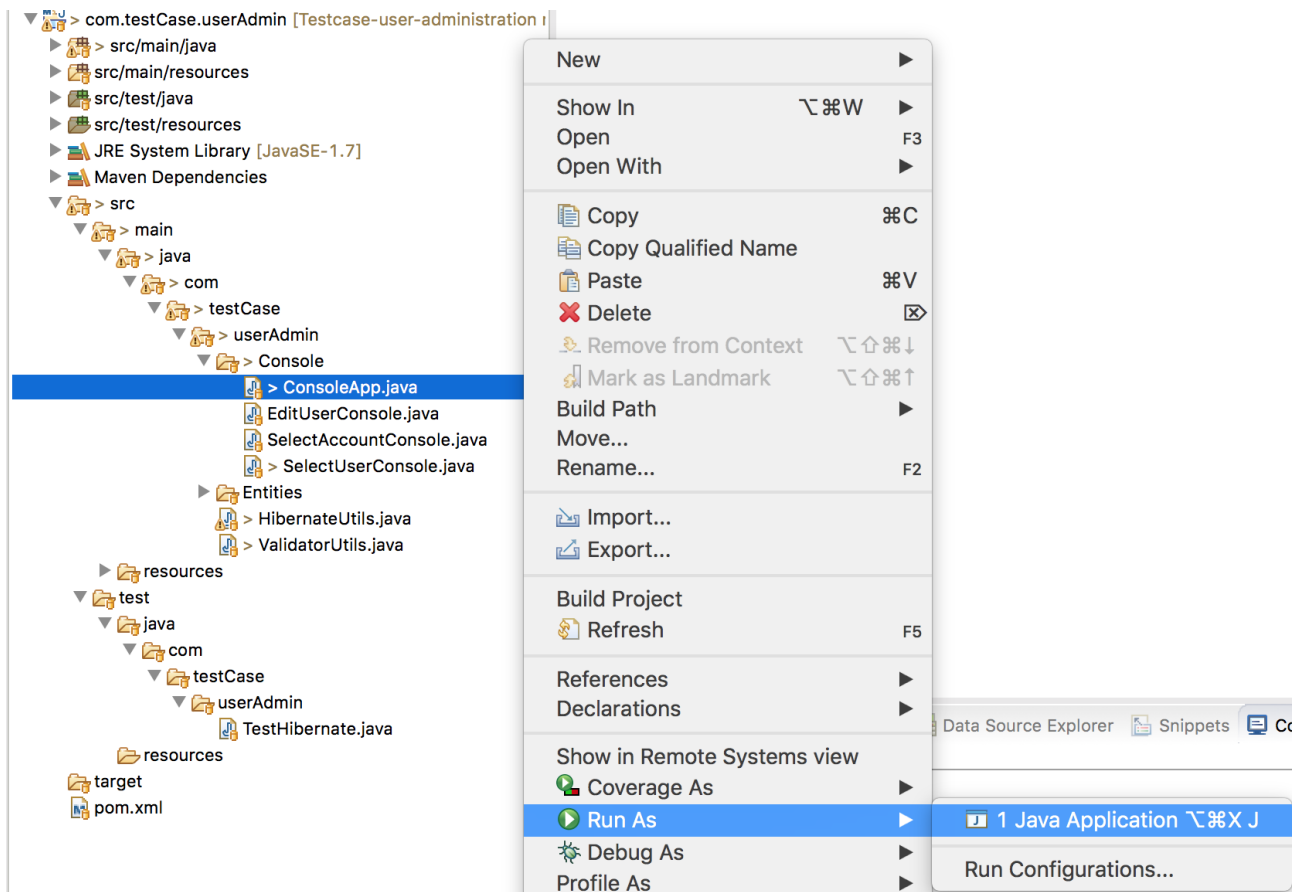 > com.testCase.userAdmin [Testcase-user-administration
> src/main/java
src/main/resources
src/test/java
src/test/resources
JRE System Library [JavaSE-1.7]
Maven Dependencies
> src
> main
> java
> com
> testCase
> userAdmin
> Console
> ConsoleApp.java
EditUserConsole.java
SelectAccountConsole.java
> SelectUserConsole.java
Entities
> HibernateUtils.java
> ValidatorUtils.java
resources
test
java
com
testCase
userAdmin
TestHibernate.java
resources
target
pom.xml
New
Show In ⌥⌘W
Open F3
Open With
Copy ⌘C
Copy Qualified Name
Paste ⌘V
Delete ⌦
Remove from Context ⌥⇧⌘↓
Mark as Landmark ⌥⇧⌘↑
Build Path
Move...
Rename... F2
Import...
Export...
Build Project
Refresh F5
References
Declarations
Show in Remote Systems view
Coverage As
Run As
Debug As
Profile As
Data Source Explorer Snippets Co
1 Java Application ⌥⌘X J
Run Configurations...